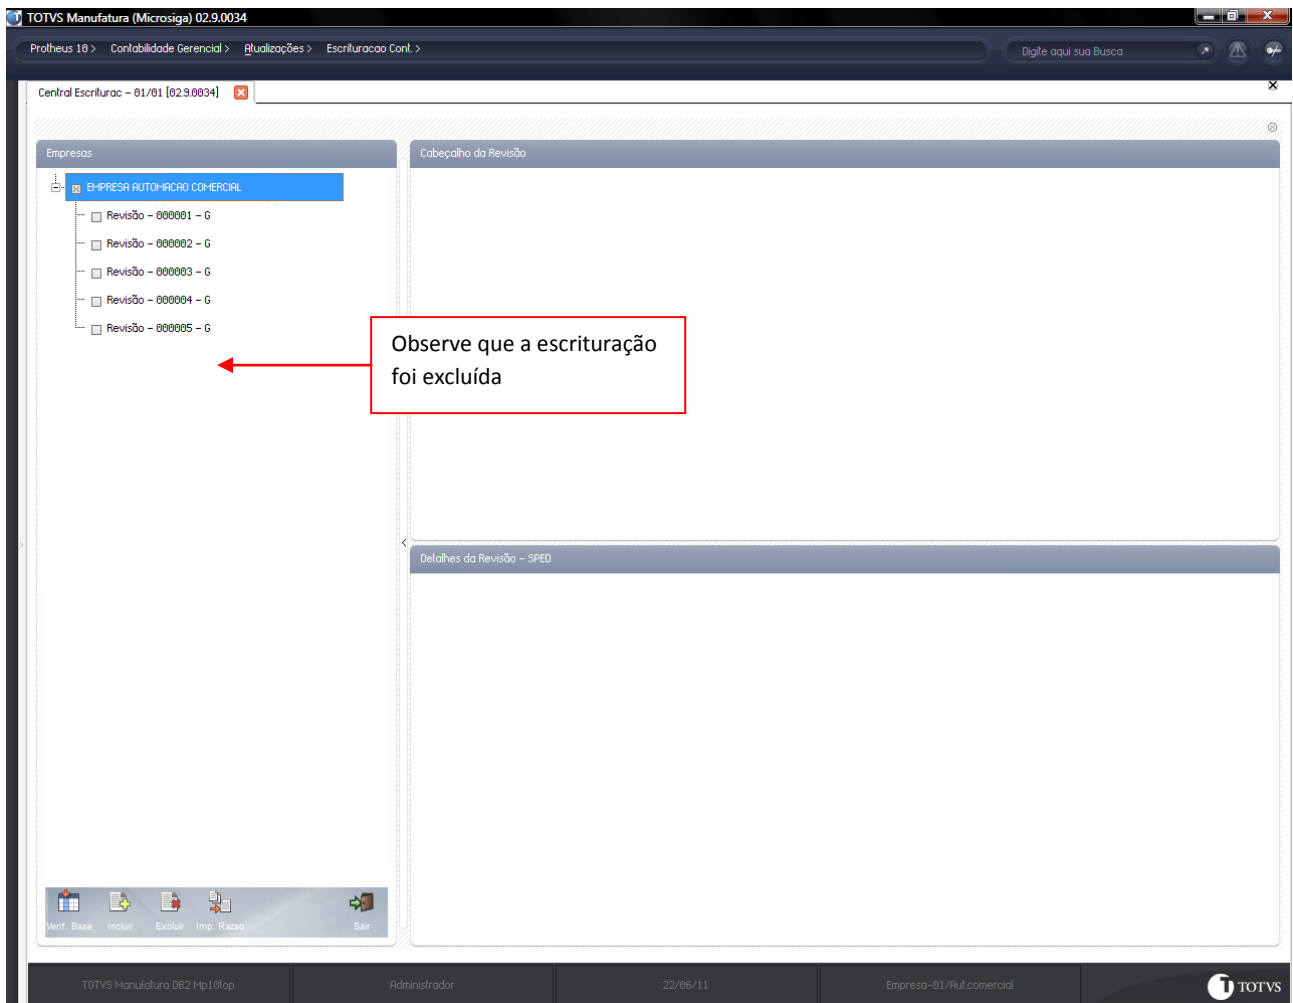 TOTVS Manufatura (Microsiga) 02.9.0034
Protheus 10 > Contabilidade Gerencial > Atualizações > Escrituracao Cont. >
Digite aqui sua Busca
Central Escriturac - 01/01 [02.9.0034]
Empresas
Cabeçalho da Revisão
EMPRESA AUTOMACAO COMERCIAL
Revisão - 000001 - G
Revisão - 000002 - G
Revisão - 000003 - G
Revisão - 000004 - G
Revisão - 000005 - G
Observe que a escrituração
foi excluída
Detalhes da Revisão - SPED
Verif. Base Incluir Excluir Imp. Razao Sair
TOTVS Manufatura DB2 Mp10top Administrador 22/06/11 Empresa-01/Aut.comercial TOTVS